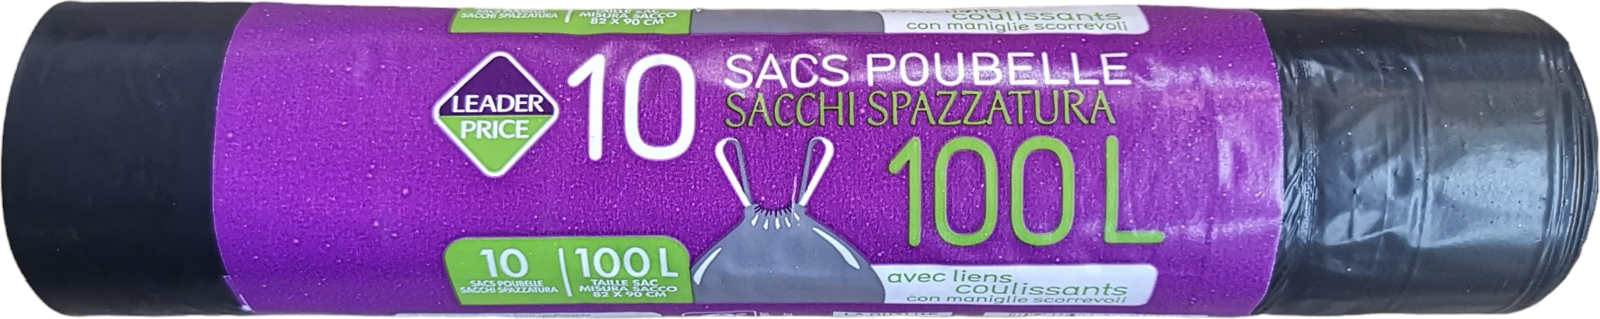 SACCHI SPAZZATURA
MISURA SACCO
82 X 90 CM
coulissants
con maniglie scorrevoli
LEADER
PRICE
10
SACS POUBELLE
SACCHI SPAZZATURA
100 L
10
SACS POUBELLE
SACCHI SPAZZATURA
100 L
TAILLE SAC
MISURA SACCO
82 X 90 CM
avec liens
coulissants
con maniglie scorrevoli